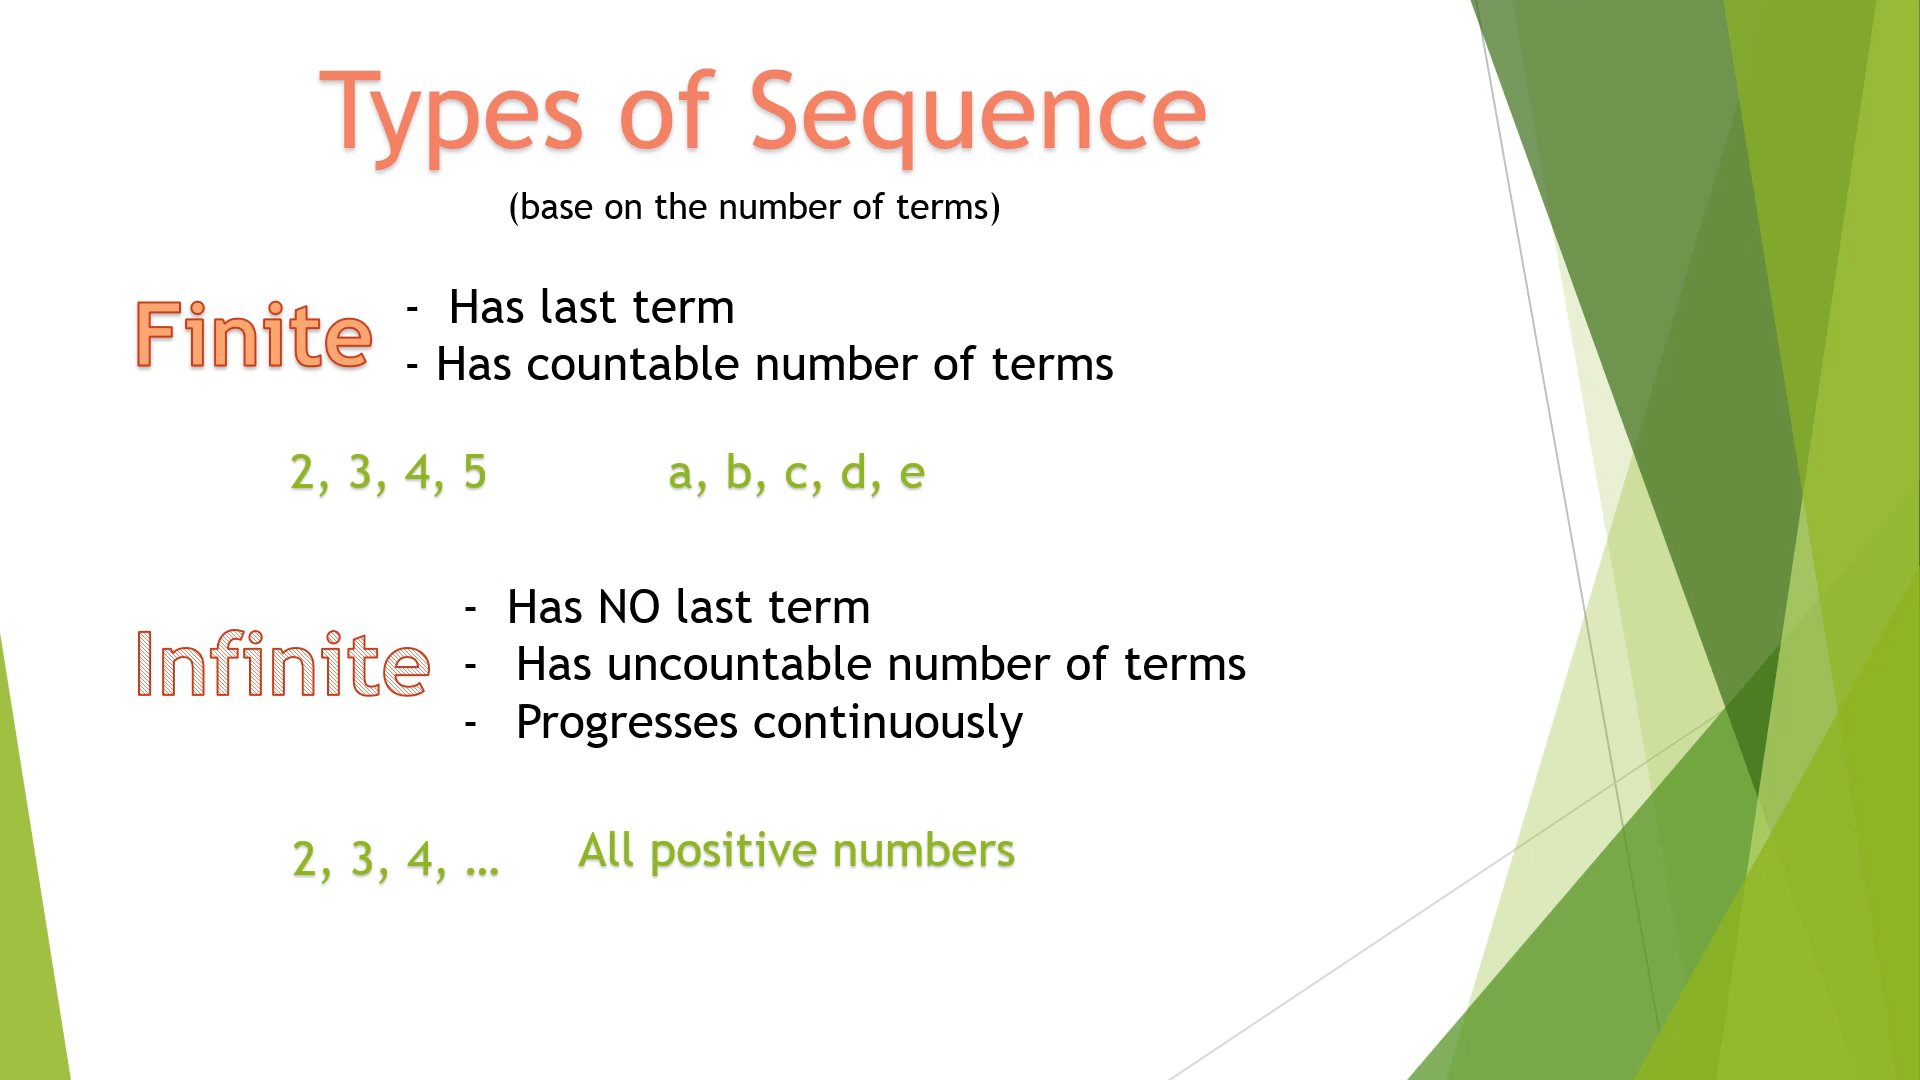 Types of Sequence
(base on the number of terms)
Finite
- Has last term
- Has countable number of terms
2, 3, 4, 5
a, b, c, d, e
Infinite
- Has NO last term
- Has uncountable number of terms
- Progresses continuously
2, 3, 4, …
All positive numbers